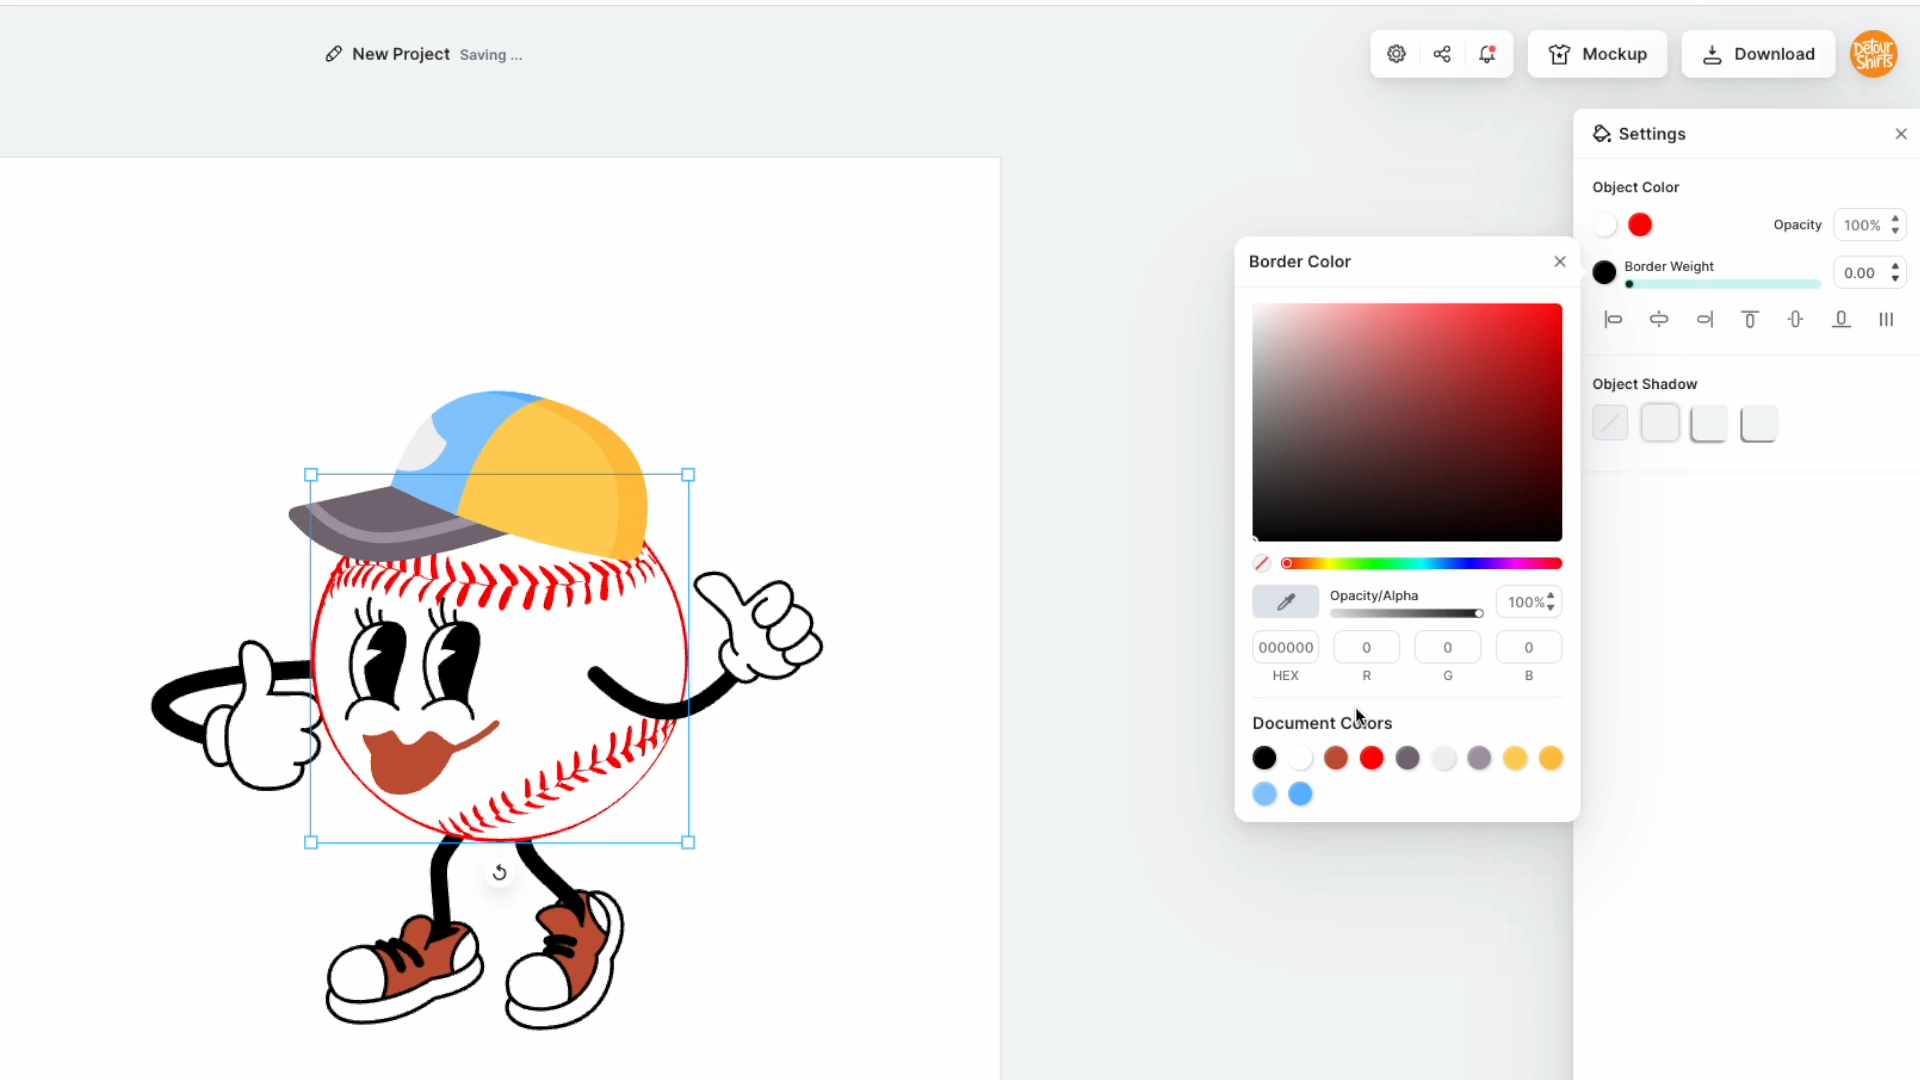 New Project Saving ...
Mockup
Download
Detour
Shirts
Settings
Object Color
Opacity 100%
Border Weight 0.00
Object Shadow
Border Color
Opacity/Alpha
100%
000000 0 0 0
HEX R G B
Document Colors